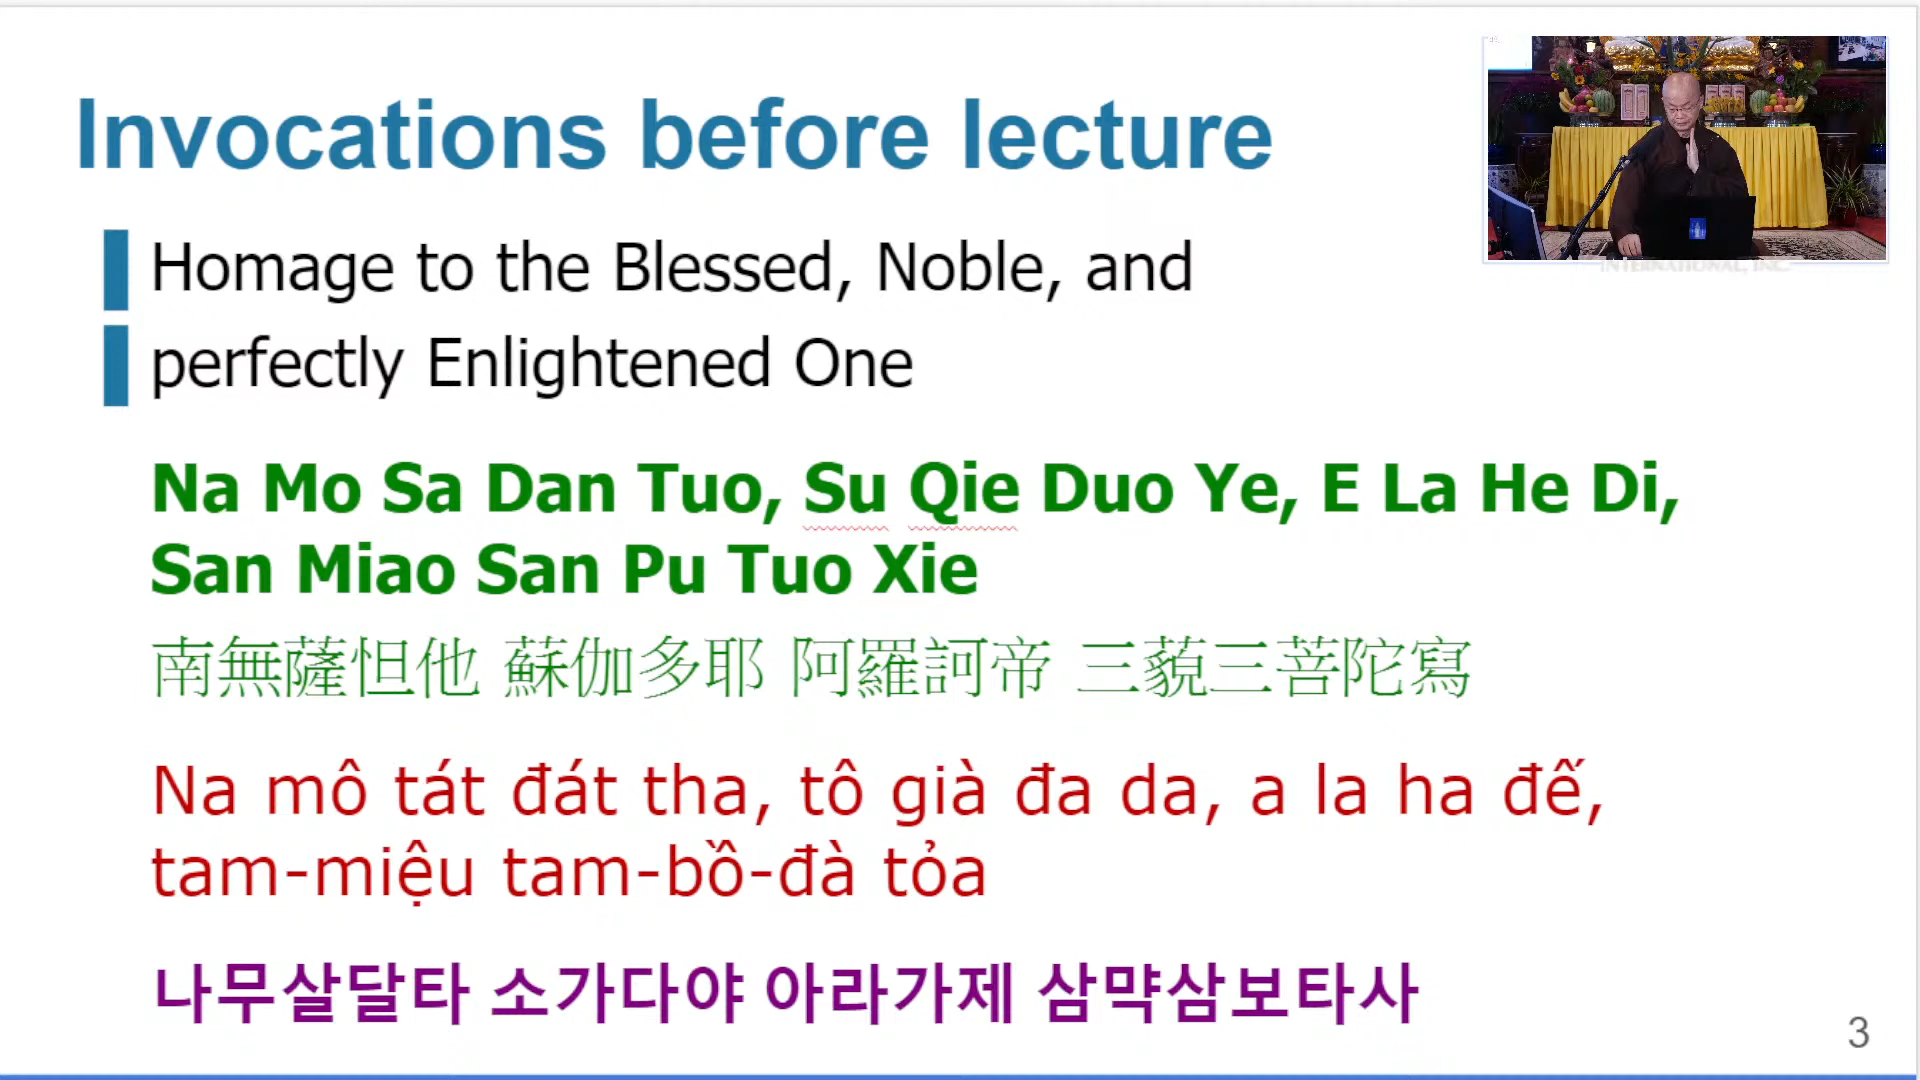 Invocations before lecture
Homage to the Blessed, Noble, and
perfectly Enlightened One
Na Mo Sa Dan Tuo, Su Qie Duo Ye, E La He Di,
San Miao San Pu Tuo Xie
南無薩怛他 蘇伽多耶 阿羅訶帝 三藐三菩陀寫
Na mô tát đát tha, tô già đa da, a la ha đế,
tam-miệu tam-bồ-đà tỏa
나무살달타 소가다야 아라가제 삼먁삼보타사
INTERNATIONAL, INC.
3